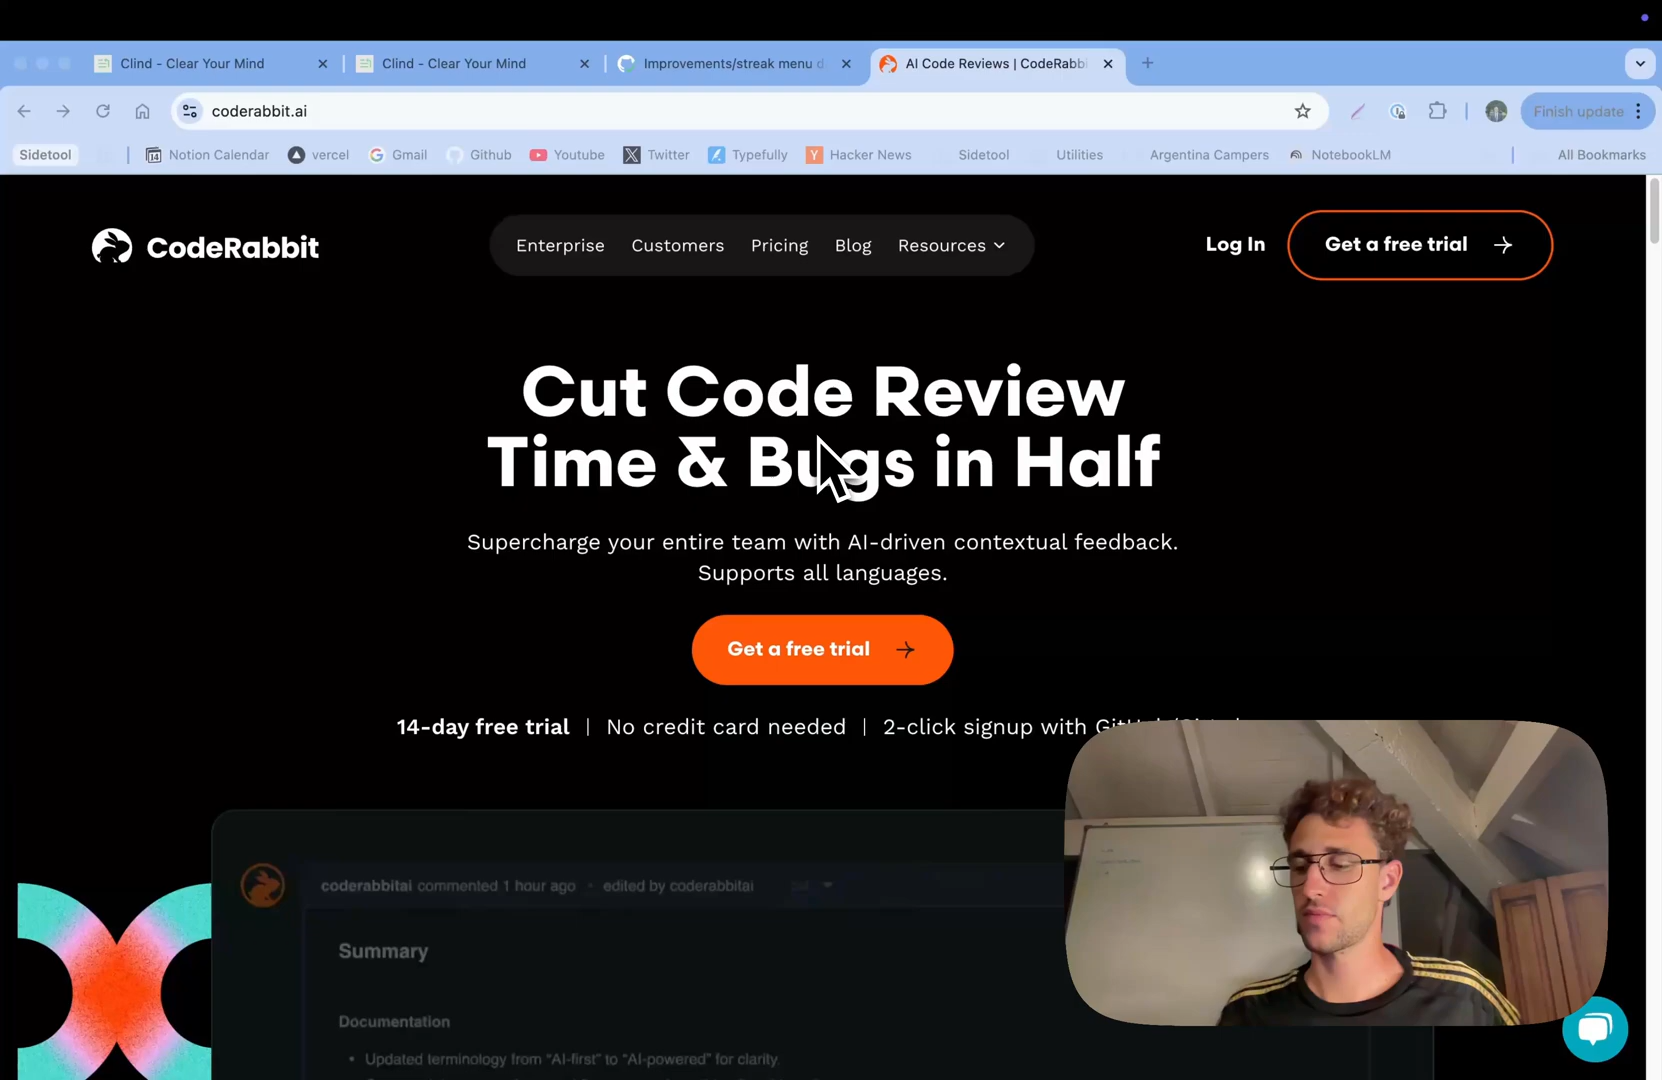 Clind - Clear Your Mind
Clind - Clear Your Mind
Improvements/streak menu d
AI Code Reviews | CodeRabbi
coderabbit.ai
Finish update
Sidetool
Notion Calendar
vercel
Gmail
Github
Youtube
Twitter
Typefully
Hacker News
Sidetool
Utilities
Argentina Campers
NotebookLM
All Bookmarks
CodeRabbit
Enterprise
Customers
Pricing
Blog
Resources
Log In
Get a free trial
Cut Code Review
Time & Bugs in Half
Supercharge your entire team with AI-driven contextual feedback.
Supports all languages.
Get a free trial
14-day free trial | No credit card needed | 2-click signup with
coderabbitai commented 1 hour ago • edited by coderabbitai
Summary
Documentation
• Updated terminology from "AI-first" to "AI-powered" for clarity.